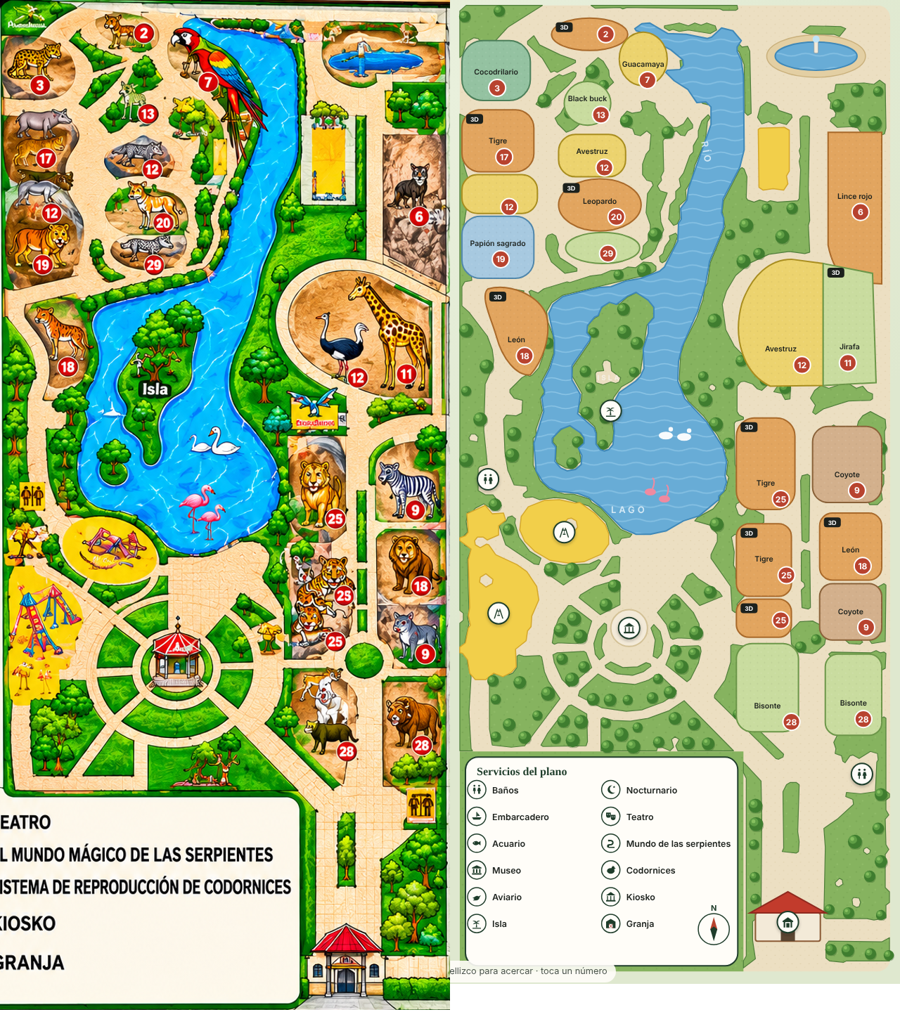 2
3
7
13
17
12
12
20
6
19
29
18
12
11
Isla
25
9
25
18
25
9
28
28
EATRO
L MUNDO MÁGICO DE LAS SERPIENTES
ISTEMA DE REPRODUCCIÓN DE CODORNICES
KIOSKO
GRANJA
3D
2
Guacamaya
7
Cocodrilario
3
Black buck
13
3D
Tigre
17
Avestruz
12
RÍO
12
3D
Leopardo
20
Lince rojo
6
Papión sagrado
19
29
3D
León
18
Avestruz
12
3D
Jirafa
11
3D
Tigre
25
Coyote
9
LAGO
3D
Tigre
25
3D
León
18
3D
25
Coyote
9
Bisonte
28
Bisonte
28
Servicios del plano
Baños
Embarcadero
Acuario
Museo
Aviario
Isla
Nocturnario
Teatro
Mundo de las serpientes
Codornices
Kiosko
Granja
N
ellizco para acercar · toca un número